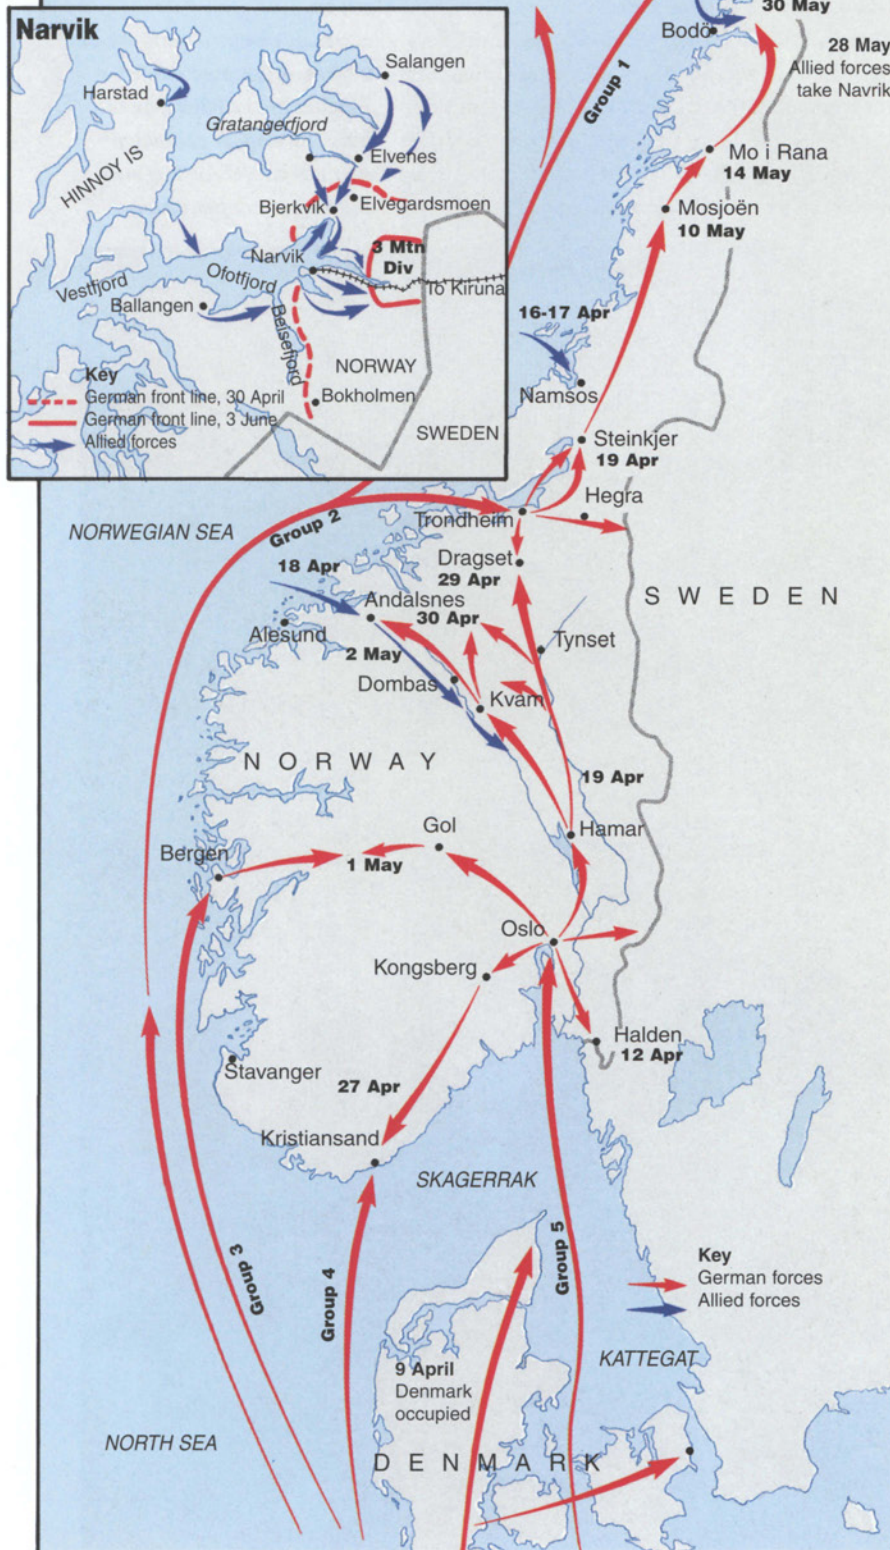 Narvik
Salangen
Harstad
Gratangerfjord
HINNOY IS
Elvenes
Elvegardsmoen
Bjerkvik
Narvik
3 Mtn
Div
Ofotfjord
Vestfjord
To Kiruna
Ballangen
Beisefjord
NORWAY
Bokholmen
SWEDEN
Key
German front line, 30 April
German front line, 3 June
Allied forces
30 May
Bodö
28 May
Allied forces
take Navrik
Group 1
Mo i Rana
14 May
Mosjoën
10 May
16-17 Apr
Namsos
Steinkjer
19 Apr
Hegra
Trondheim
Group 2
NORWEGIAN SEA
Dragset
29 Apr
18 Apr
SWEDEN
Andalsnes
30 Apr
Alesund
Tynset
2 May
Dombas
Kvam
NORWAY
19 Apr
Hamar
Gol
Bergen
1 May
Oslo
Kongsberg
Halden
12 Apr
Stavanger
27 Apr
Kristiansand
SKAGERRAK
Group 3
Group 4
Group 5
Key
German forces
Allied forces
9 April
Denmark
occupied
KATTEGAT
NORTH SEA
DENMARK